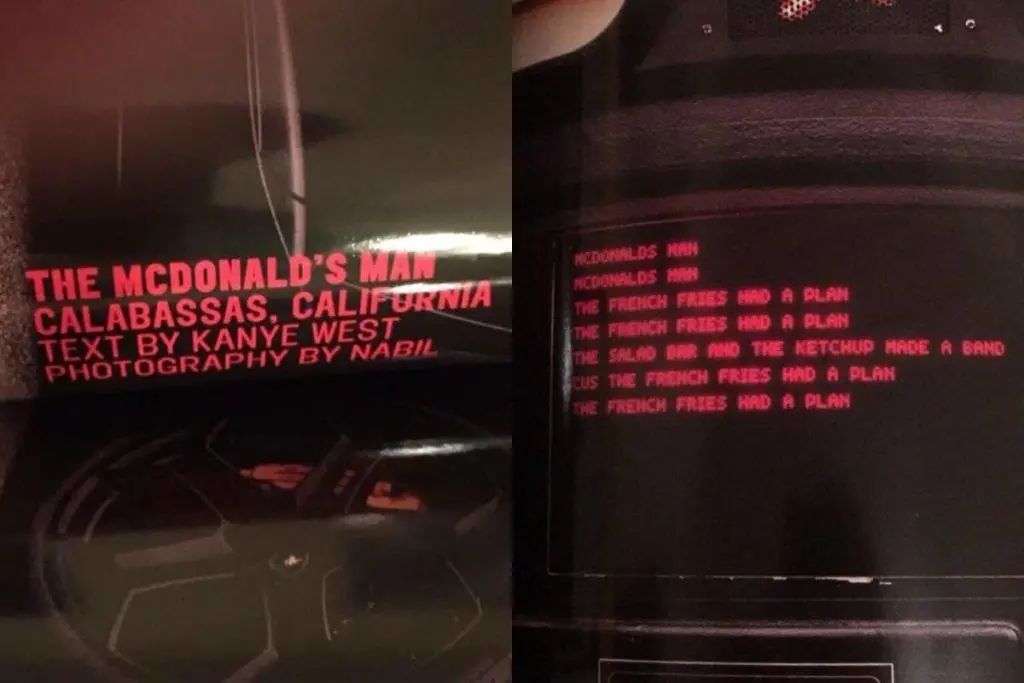 THE MCDONALD'S MAN
CALABASSAS, CALIFORNIA
TEXT BY KANYE WEST
PHOTOGRAPHY BY NABIL
MCDONALDS MAN
MCDONALDS MAN
THE FRENCH FRIES HAD A PLAN
THE FRENCH FRIES HAD A PLAN
THE SALAD BAR AND THE KETCHUP MADE A BAND
CUS THE FRENCH FRIES HAD A PLAN
THE FRENCH FRIES HAD A PLAN